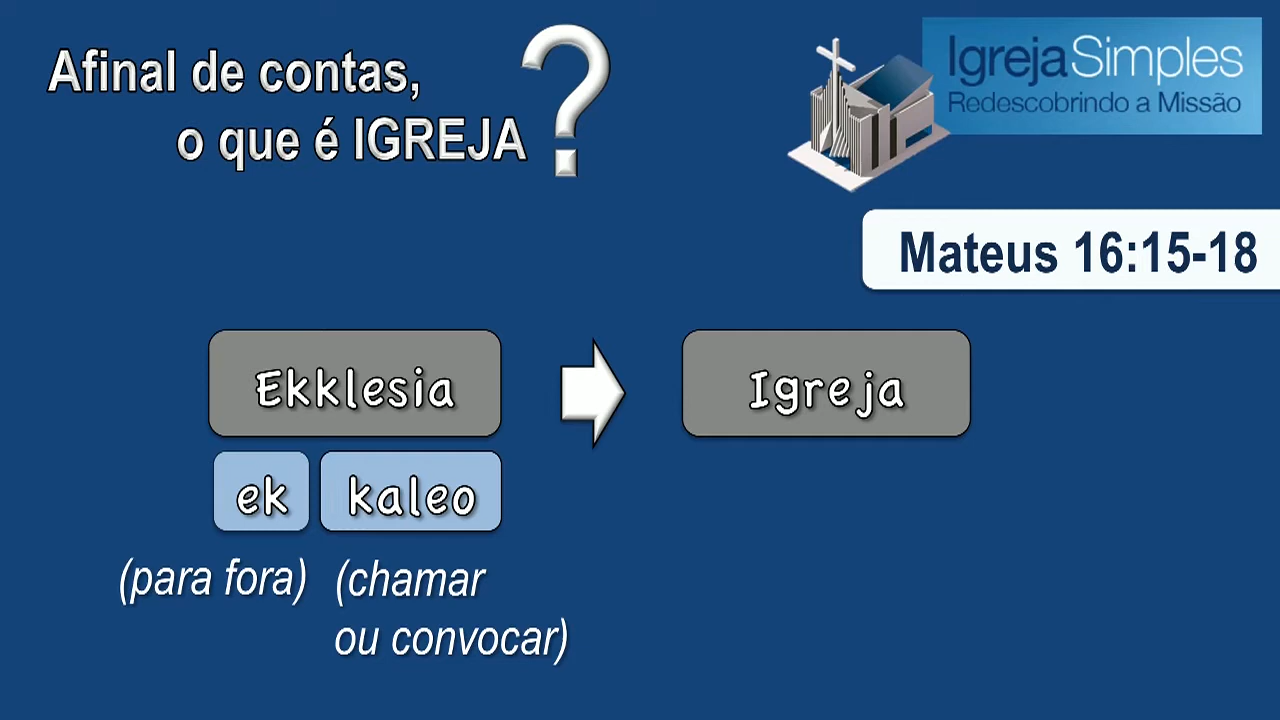 Afinal de contas,
o que é IGREJA?
IgrejaSimples
Redescobrindo a Missão
Mateus 16:15-18
Ekklesia
Igreja
ek
kaleo
(para fora)
(chamar
ou convocar)